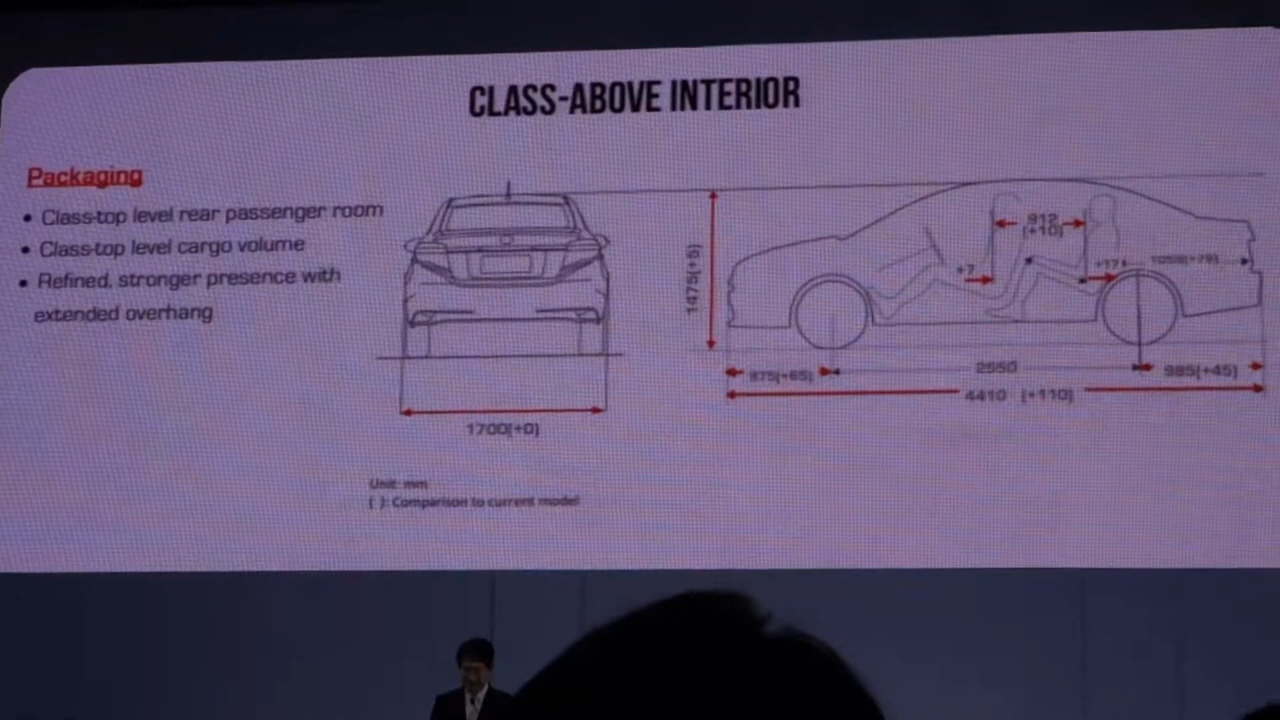 CLASS-ABOVE INTERIOR
Packaging
• Class-top level rear passenger room
• Class-top level cargo volume
• Refined, stronger presence with
extended overhang
1475(+5)
912
(+10)
+7
875(+65)
2550
985(+45)
4410 (+110)
1700(+0)
Unit: mm
( ): Comparison to current model